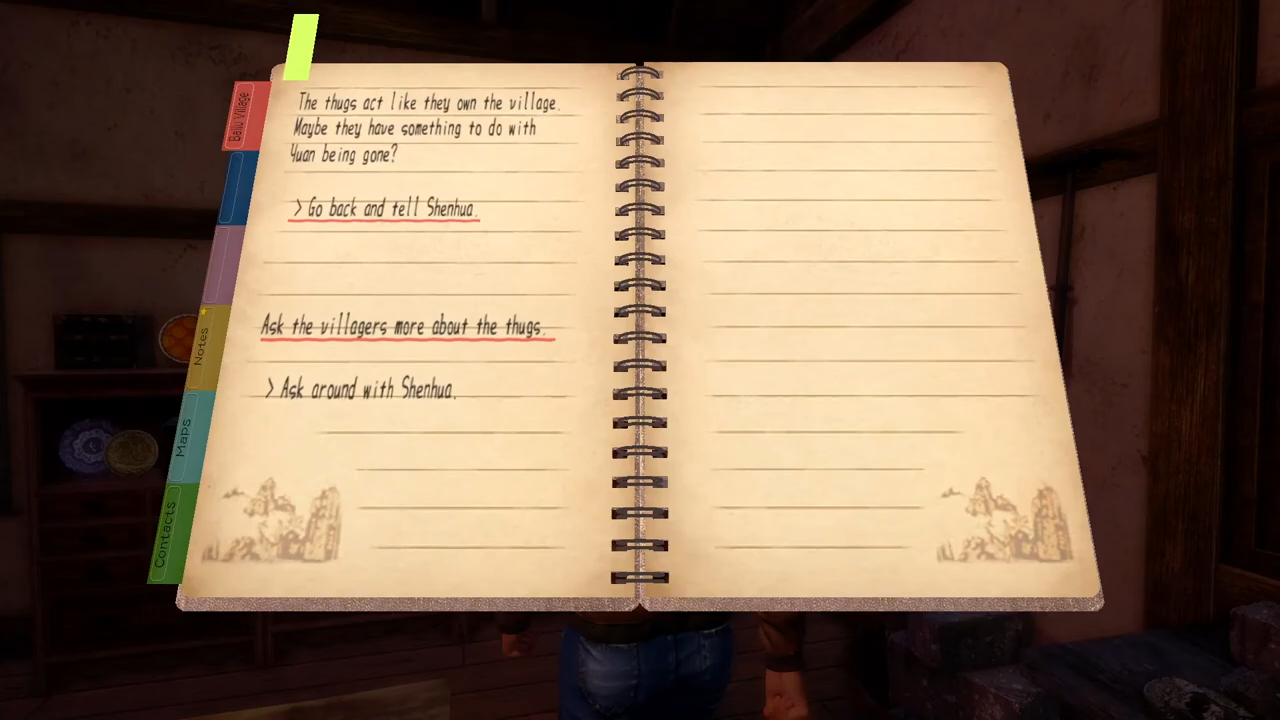 The thugs act like they own the village.
Maybe they have something to do with
Yuan being gone?
> Go back and tell Shenhua.
Ask the villagers more about the thugs.
> Ask around with Shenhua.
Bailu Village
Notes
Maps
Contacts